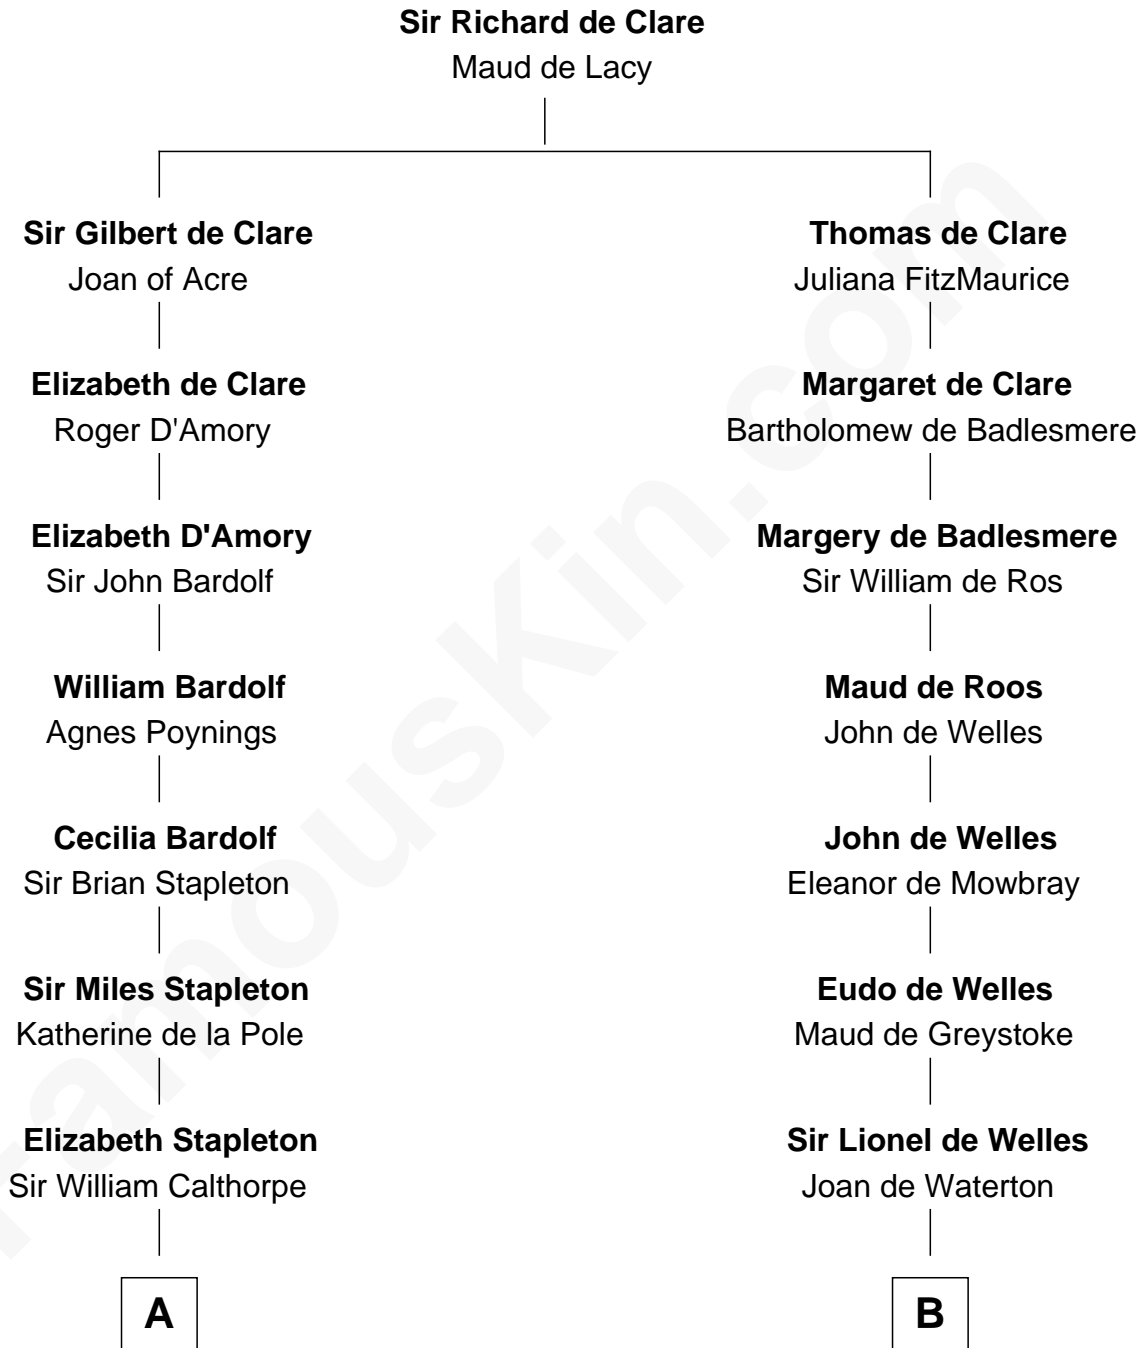 Sir Richard de Clare
Maud de Lacy
Sir Gilbert de Clare
Joan of Acre
Thomas de Clare
Juliana FitzMaurice
Elizabeth de Clare
Roger D'Amory
Margaret de Clare
Bartholomew de Badlesmere
Elizabeth D'Amory
Sir John Bardolf
Margery de Badlesmere
Sir William de Ros
William Bardolf
Agnes Poynings
Maud de Roos
John de Welles
Cecilia Bardolf
Sir Brian Stapleton
John de Welles
Eleanor de Mowbray
Sir Miles Stapleton
Katherine de la Pole
Eudo de Welles
Maud de Greystoke
Elizabeth Stapleton
Sir William Calthorpe
Sir Lionel de Welles
Joan de Waterton
A
B
FamousKin.com